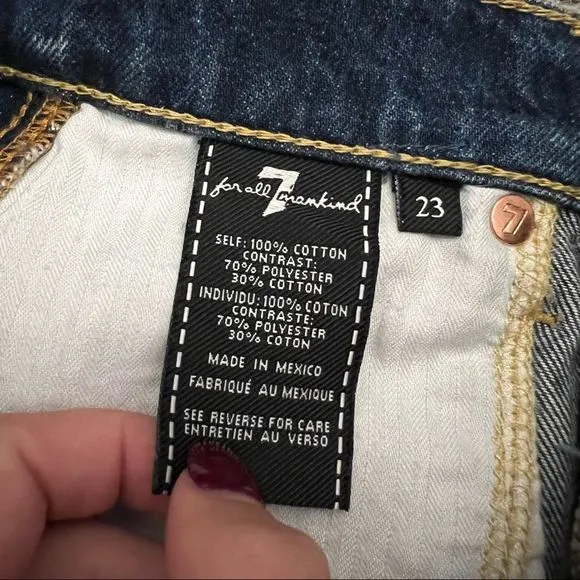 for all 7 mankind
23
7
SELF: 100% COTTON
CONTRAST:
70% POLYESTER
30% COTTON
INDIVIDU: 100% COTON
CONTRASTE:
70% POLYESTER
30% COTON
MADE IN MEXICO
FABRIQUÉ AU MEXIQUE
SEE REVERSE FOR CARE
ENTRETIEN AU VERSO